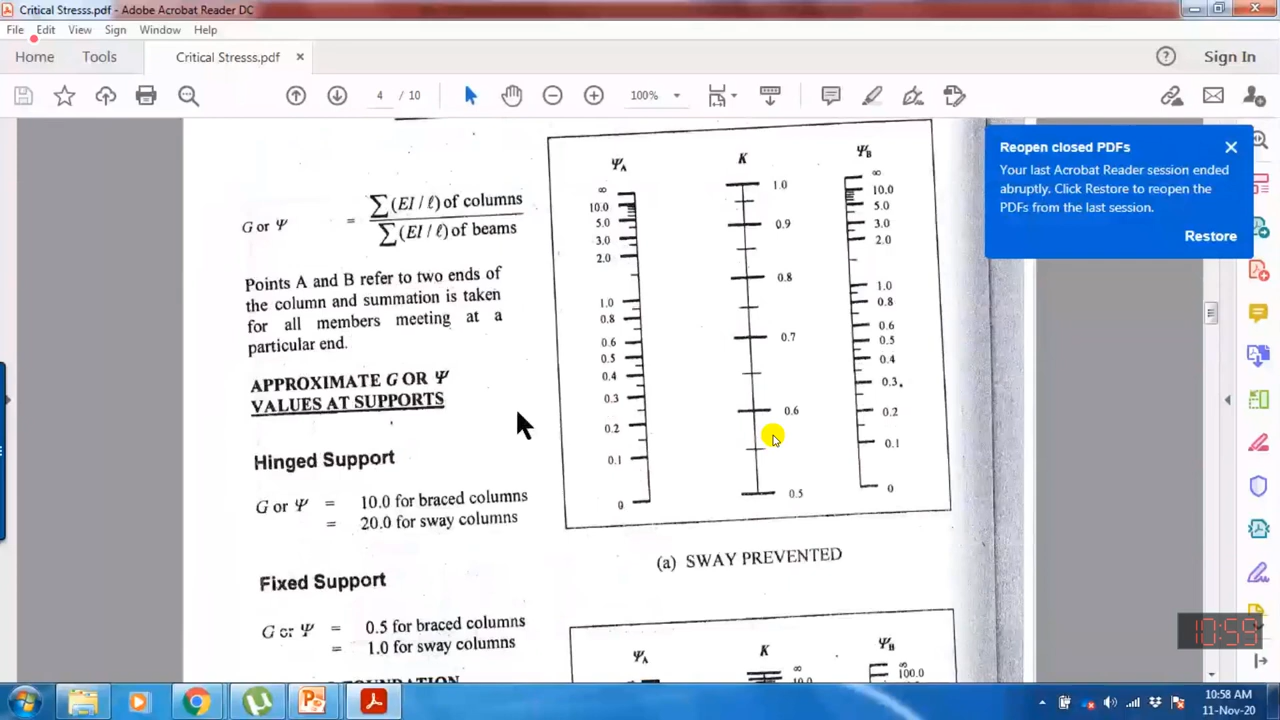 Critical Stresss.pdf - Adobe Acrobat Reader DC
File Edit View Sign Window Help
Home Tools Critical Stresss.pdf × Sign In
4 / 10 100%
Reopen closed PDFs
Your last Acrobat Reader session ended
abruptly. Click Restore to reopen the
PDFs from the last session.
Restore
G or Ψ = ∑(EI / ℓ) of columns
∑(EI / ℓ) of beams
Points A and B refer to two ends of
the column and summation is taken
for all members meeting at a
particular end.
APPROXIMATE G OR Ψ
VALUES AT SUPPORTS
Hinged Support
G or Ψ = 10.0 for braced columns
= 20.0 for sway columns
Fixed Support
G or Ψ = 0.5 for braced columns
= 1.0 for sway columns
ΨA
∞
10.0
5.0
3.0
2.0
1.0
0.8
0.6
0.5
0.4
0.3
0.2
0.1
0
K
1.0
0.9
0.8
0.7
0.6
0.5
ΨB
∞
10.0
5.0
3.0
2.0
1.0
0.8
0.6
0.5
0.4
0.3
0.2
0.1
0
(a) SWAY PREVENTED
ΨA K ΨB
∞ ∞
100.0
10:59
10:58 AM
11-Nov-20